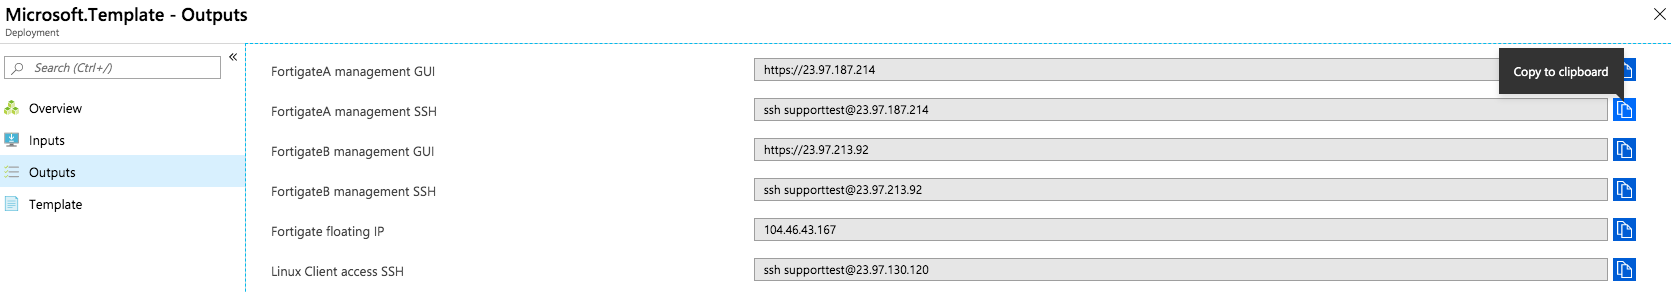 Microsoft.Template - Outputs
Deployment
Search (Ctrl+/)
«
Overview
Inputs
Outputs
Template
FortigateA management GUI
https://23.97.187.214
Copy to clipboard
FortigateA management SSH
ssh supporttest@23.97.187.214
FortigateB management GUI
https://23.97.213.92
FortigateB management SSH
ssh supporttest@23.97.213.92
Fortigate floating IP
104.46.43.167
Linux Client access SSH
ssh supporttest@23.97.130.120